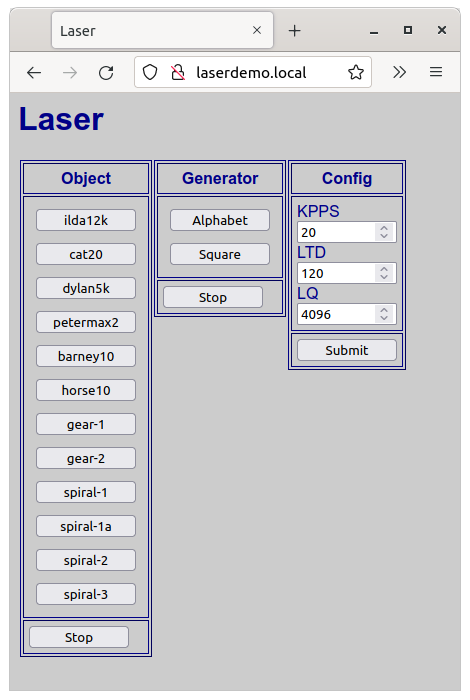 Laser
laserdemo.local
Laser
Object
ilda12k
cat20
dylan5k
petermax2
barney10
horse10
gear-1
gear-2
spiral-1
spiral-1a
spiral-2
spiral-3
Stop
Generator
Alphabet
Square
Stop
Config
KPPS
20
LTD
120
LQ
4096
Submit